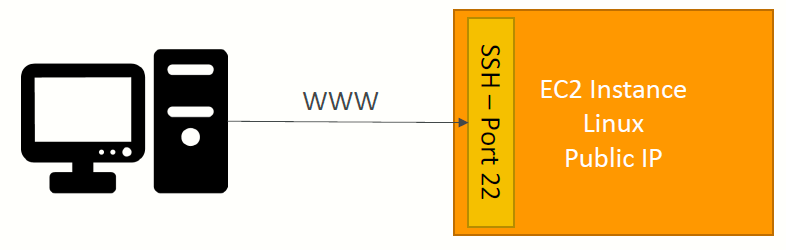 WWW
SSH – Port 22
EC2 Instance
Linux
Public IP